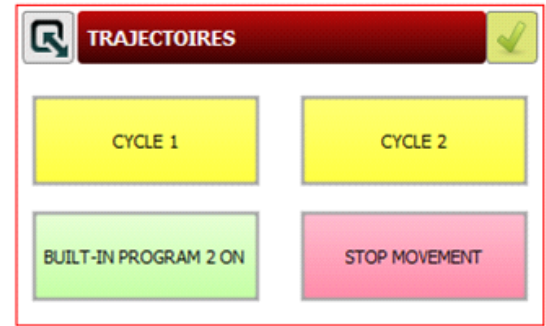 TRAJECTOIRES
CYCLE 1
CYCLE 2
BUILT-IN PROGRAM 2 ON
STOP MOVEMENT